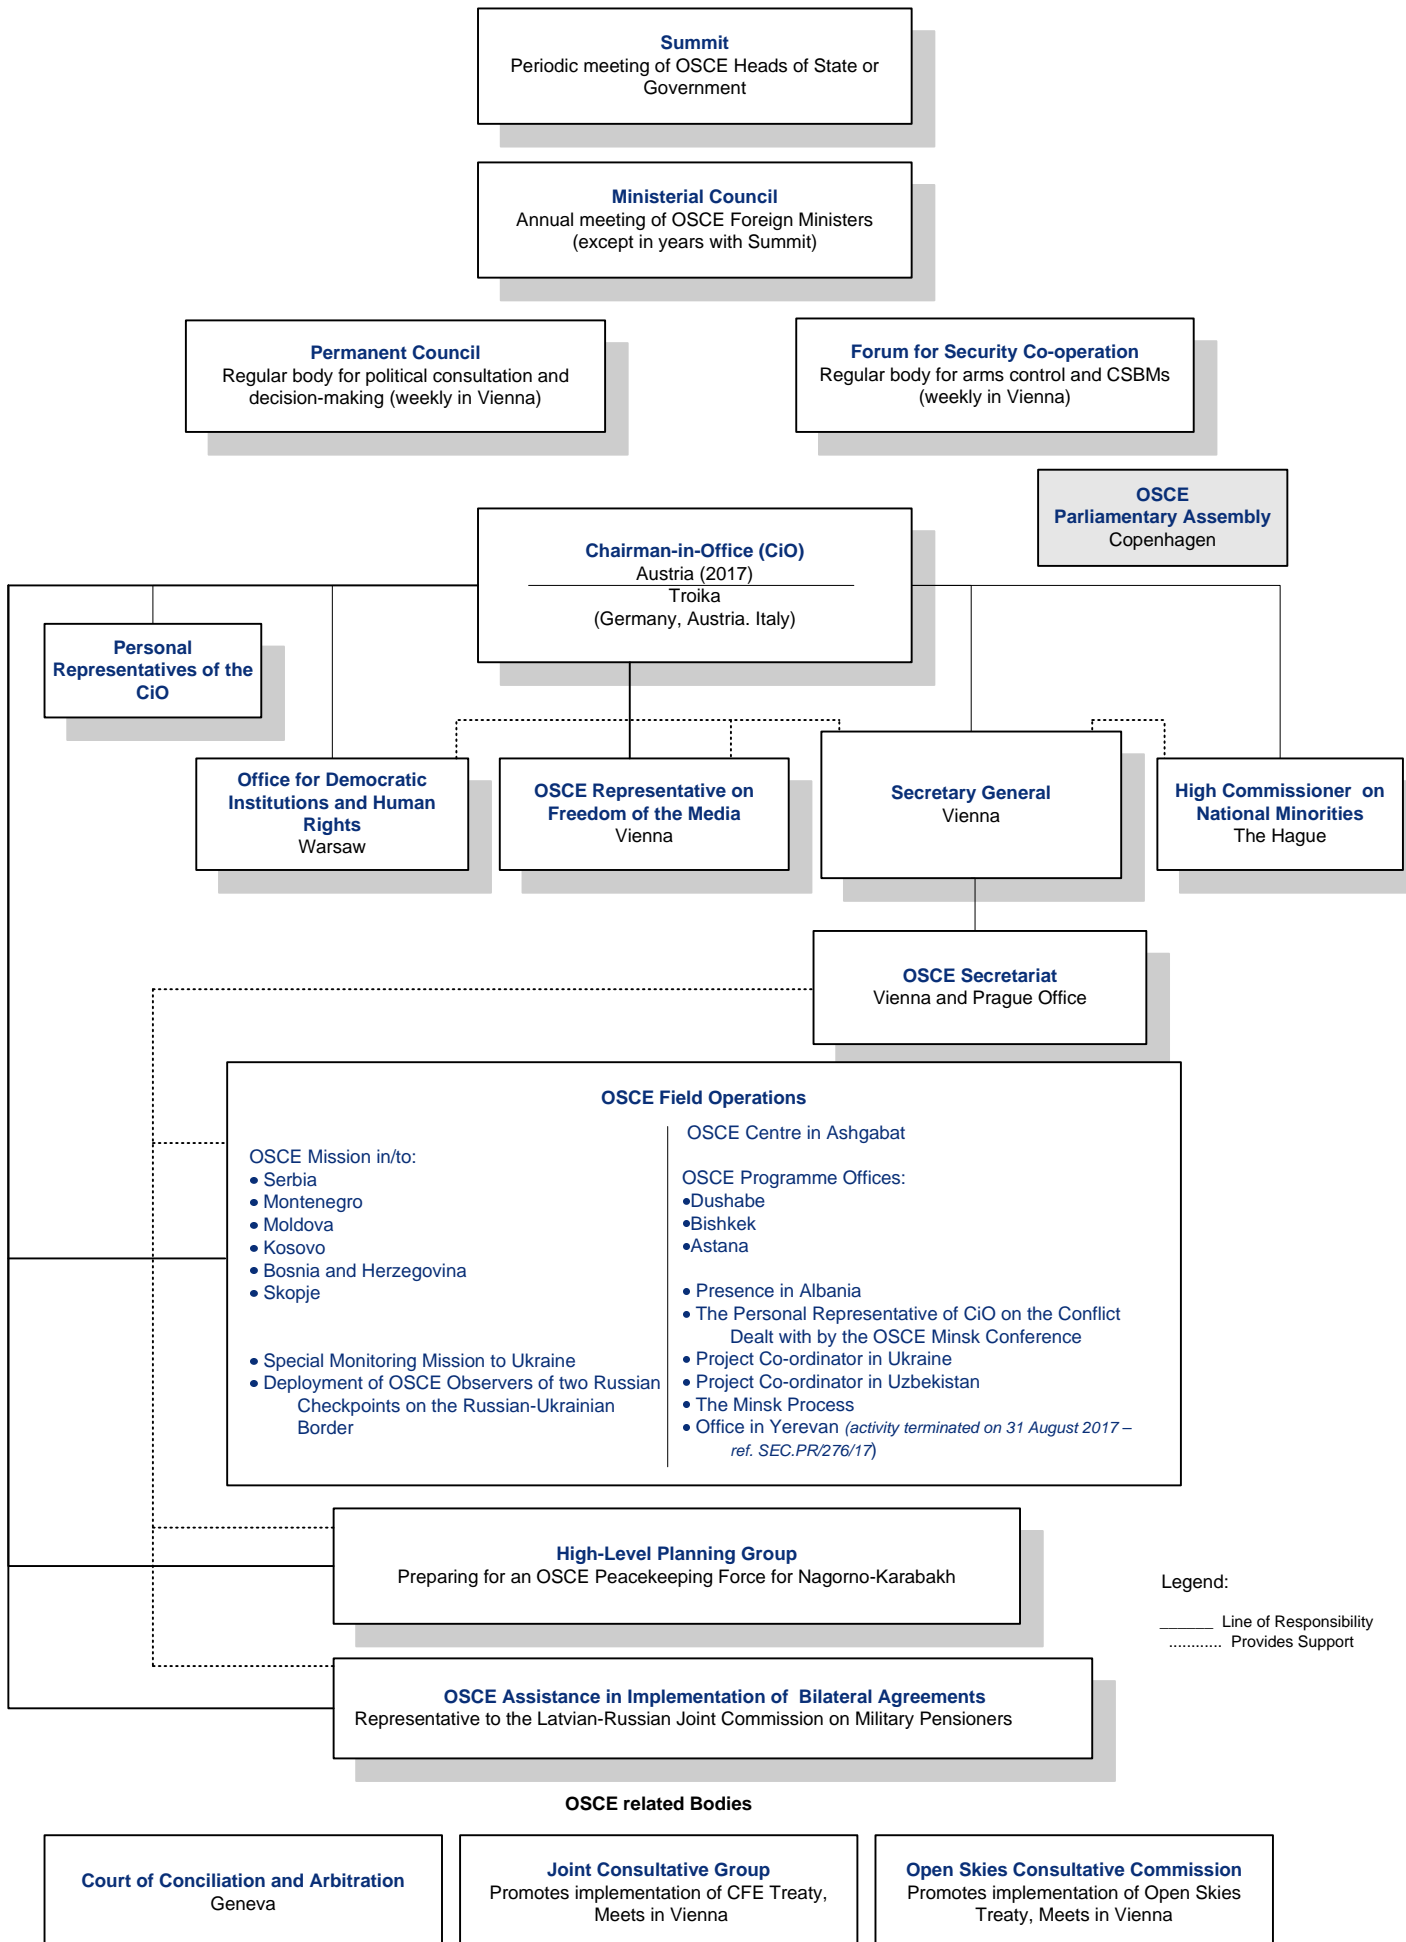 Summit
Periodic meeting of OSCE Heads of State or
Government
Ministerial Council
Annual meeting of OSCE Foreign Ministers
(except in years with Summit)
Permanent Council
Regular body for political consultation and
decision-making (weekly in Vienna)
Forum for Security Co-operation
Regular body for arms control and CSBMs
(weekly in Vienna)
OSCE
Parliamentary Assembly
Copenhagen
Chairman-in-Office (CiO)
Austria (2017)
Troika
(Germany, Austria. Italy)
Personal
Representatives of the
CiO
Office for Democratic
Institutions and Human
Rights
Warsaw
OSCE Representative on
Freedom of the Media
Vienna
Secretary General
Vienna
High Commissioner on
National Minorities
The Hague
OSCE Secretariat
Vienna and Prague Office
OSCE Field Operations
OSCE Mission in/to:
• Serbia
• Montenegro
• Moldova
• Kosovo
• Bosnia and Herzegovina
• Skopje
• Special Monitoring Mission to Ukraine
• Deployment of OSCE Observers of two Russian
Checkpoints on the Russian-Ukrainian
Border
OSCE Centre in Ashgabat
OSCE Programme Offices:
•Dushabe
•Bishkek
•Astana
• Presence in Albania
• The Personal Representative of CiO on the Conflict
Dealt with by the OSCE Minsk Conference
• Project Co-ordinator in Ukraine
• Project Co-ordinator in Uzbekistan
• The Minsk Process
• Office in Yerevan (activity terminated on 31 August 2017 –
ref. SEC.PR/276/17)
High-Level Planning Group
Preparing for an OSCE Peacekeeping Force for Nagorno-Karabakh
Legend:
______ Line of Responsibility
............ Provides Support
OSCE Assistance in Implementation of Bilateral Agreements
Representative to the Latvian-Russian Joint Commission on Military Pensioners
OSCE related Bodies
Court of Conciliation and Arbitration
Geneva
Joint Consultative Group
Promotes implementation of CFE Treaty,
Meets in Vienna
Open Skies Consultative Commission
Promotes implementation of Open Skies
Treaty, Meets in Vienna